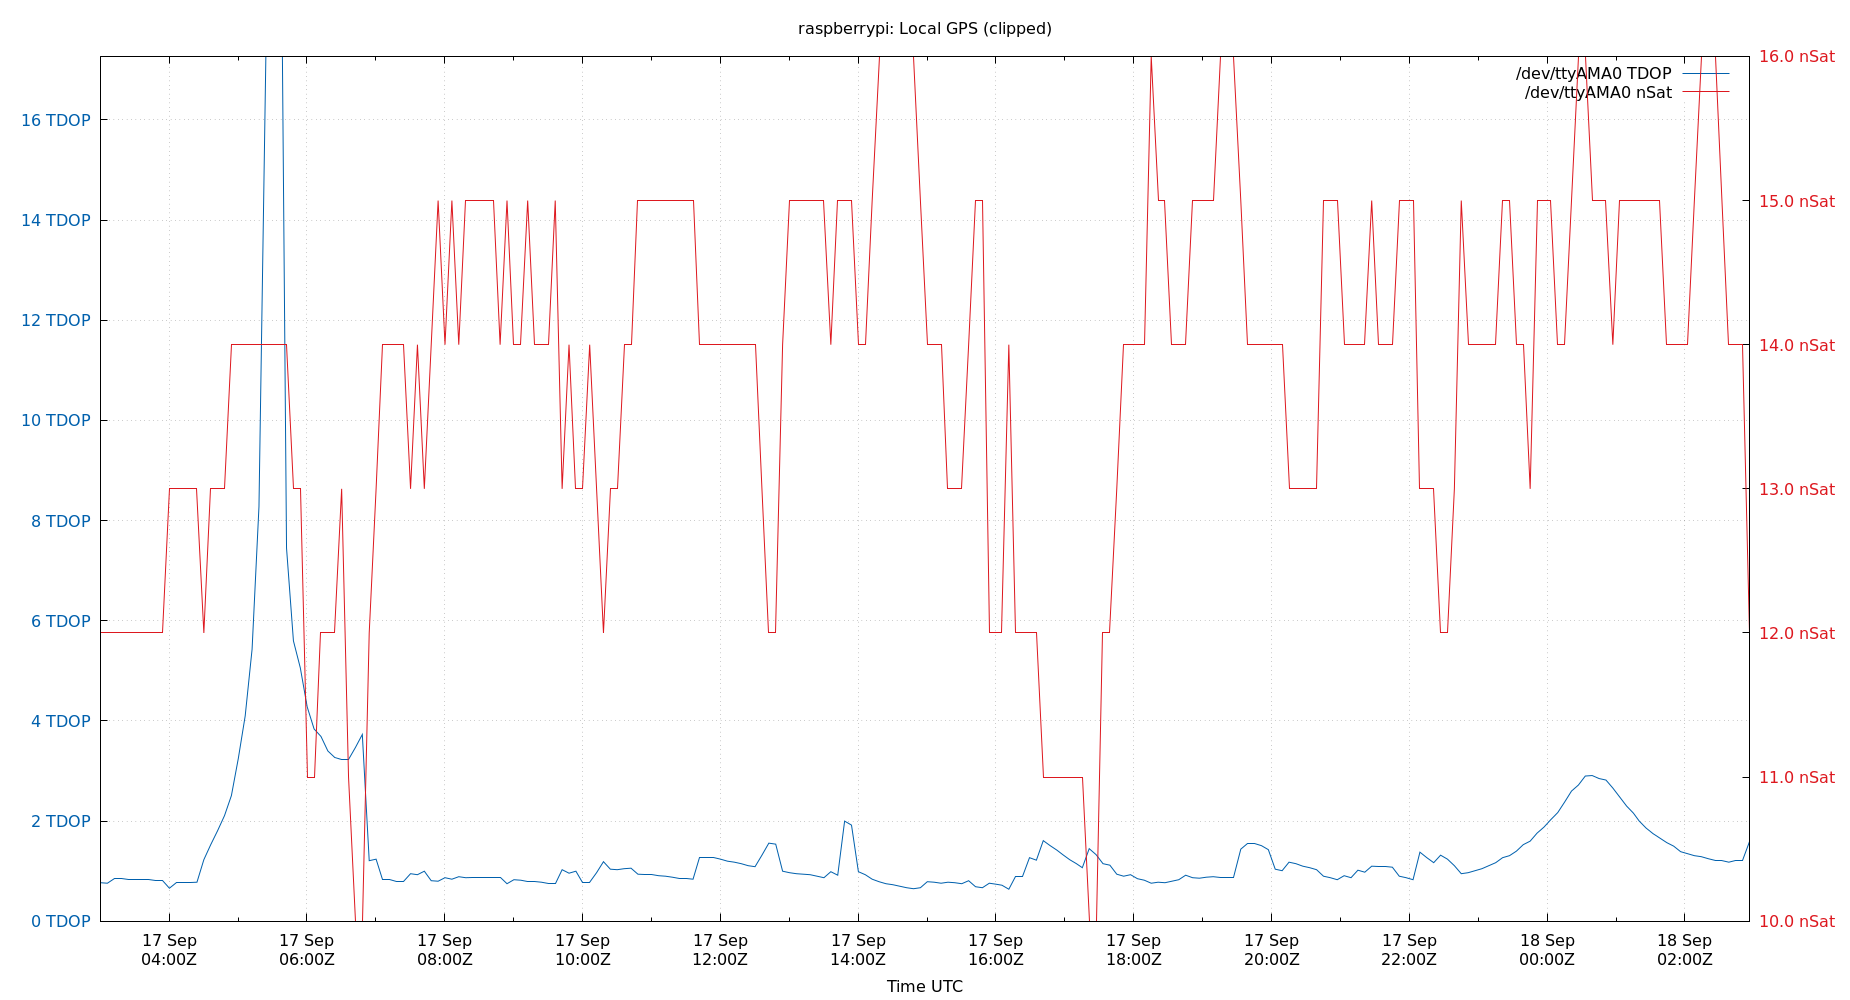 raspberrypi: Local GPS (clipped)
/dev/ttyAMA0 TDOP
/dev/ttyAMA0 nSat
16 TDOP
14 TDOP
12 TDOP
10 TDOP
8 TDOP
6 TDOP
4 TDOP
2 TDOP
0 TDOP
16.0 nSat
15.0 nSat
14.0 nSat
13.0 nSat
12.0 nSat
11.0 nSat
10.0 nSat
17 Sep
04:00Z
17 Sep
06:00Z
17 Sep
08:00Z
17 Sep
10:00Z
17 Sep
12:00Z
17 Sep
14:00Z
17 Sep
16:00Z
17 Sep
18:00Z
17 Sep
20:00Z
17 Sep
22:00Z
18 Sep
00:00Z
18 Sep
02:00Z
Time UTC